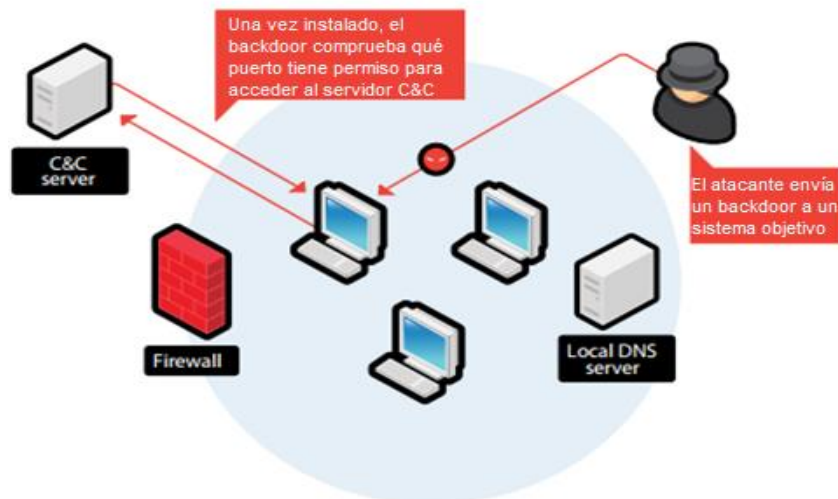 Una vez instalado, el
backdoor comprueba qué
puerto tiene permiso para
acceder al servidor C&C
C&C
server
El atacante envía
un backdoor a un
sistema objetivo
Firewall
Local DNS
server